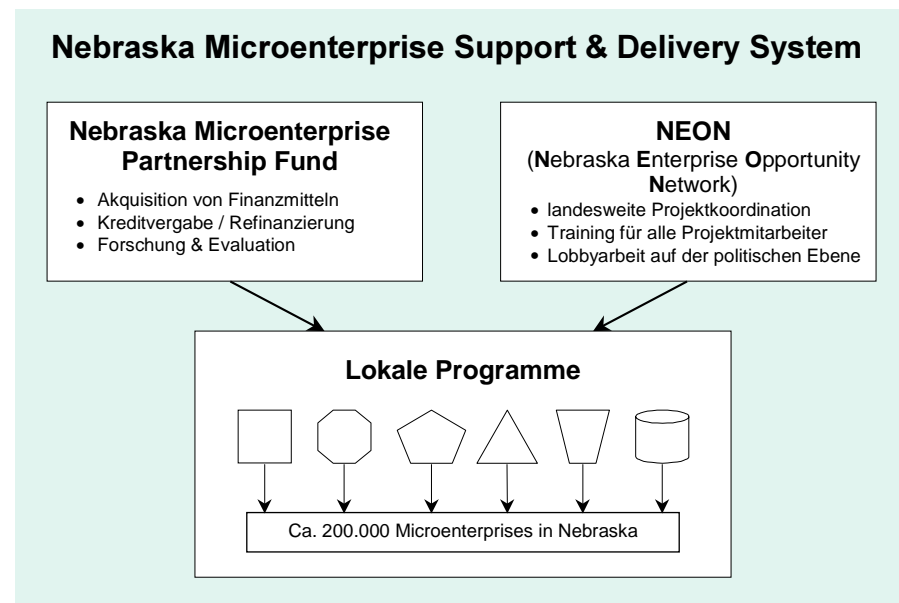 Nebraska Microenterprise Support & Delivery System
Nebraska Microenterprise
Partnership Fund
• Akquisition von Finanzmitteln
• Kreditvergabe / Refinanzierung
• Forschung & Evaluation
NEON
(Nebraska Enterprise Opportunity
Network)
• landesweite Projektkoordination
• Training für alle Projektmitarbeiter
• Lobbyarbeit auf der politischen Ebene
Lokale Programme
Ca. 200.000 Microenterprises in Nebraska